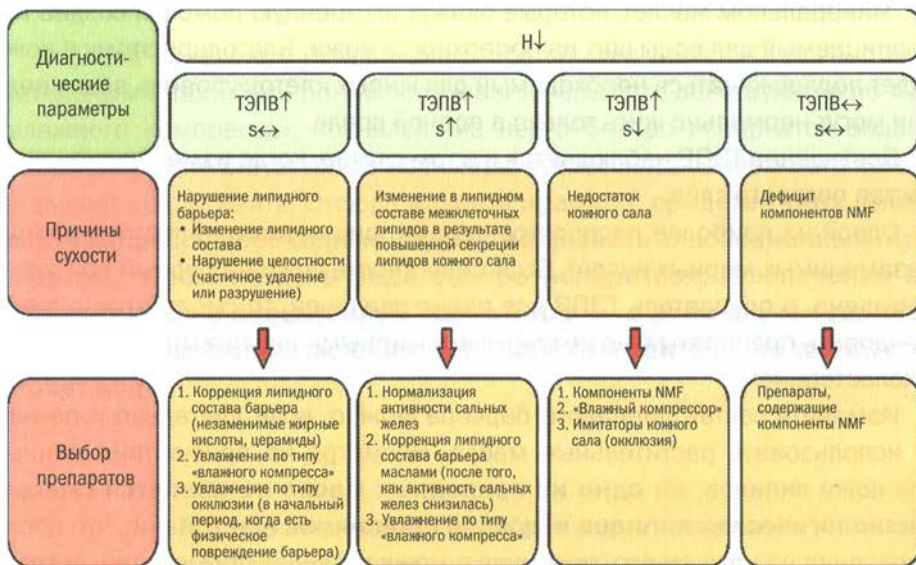 Диагности-
ческие
параметры
H↓
ТЭПВ↑
s↔
ТЭПВ↑
s↑
ТЭПВ↑
s↓
ТЭПВ↔
s↔
Причины
сухости
Нарушение липидного
барьера:
• Изменение липидного
состава
• Нарушение целостности
(частичное удаление
или разрушение)
Изменение в липидном
составе межклеточных
липидов в результате
повышенной секреции
липидов кожного сала
Недостаток
кожного сала
Дефицит
компонентов NMF
Выбор
препаратов
1. Коррекция липидного
состава барьера
(незаменимые жирные
кислоты, церамиды)
2. Увлажнение по типу
«влажного компресса»
3. Увлажнение по типу
окклюзии (в начальный
период, когда есть
физическое
повреждение барьера)
1. Нормализация
активности сальных
желез
2. Коррекция липидного
состава барьера
маслами (после того,
как активность сальных
желез снизилась)
3. Увлажнение по типу
«влажного компресса»
1. Компоненты NMF
2. «Влажный компрессор»
3. Имитаторы кожного
сала (окклюзия)
Препараты,
содержащие
компоненты NMF